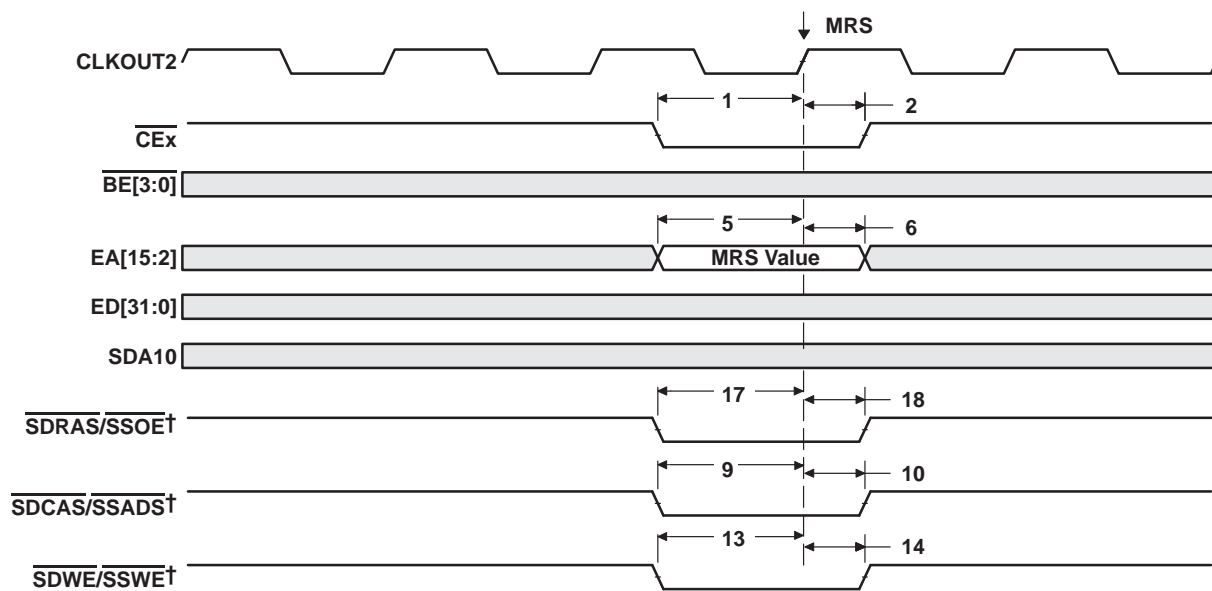 MRS
CLKOUT2
1
2
CEx
BE[3:0]
5
6
EA[15:2]
MRS Value
ED[31:0]
SDA10
17
18
SDRAS/SSOE†
9
10
SDCAS/SSADS†
13
14
SDWE/SSWE†